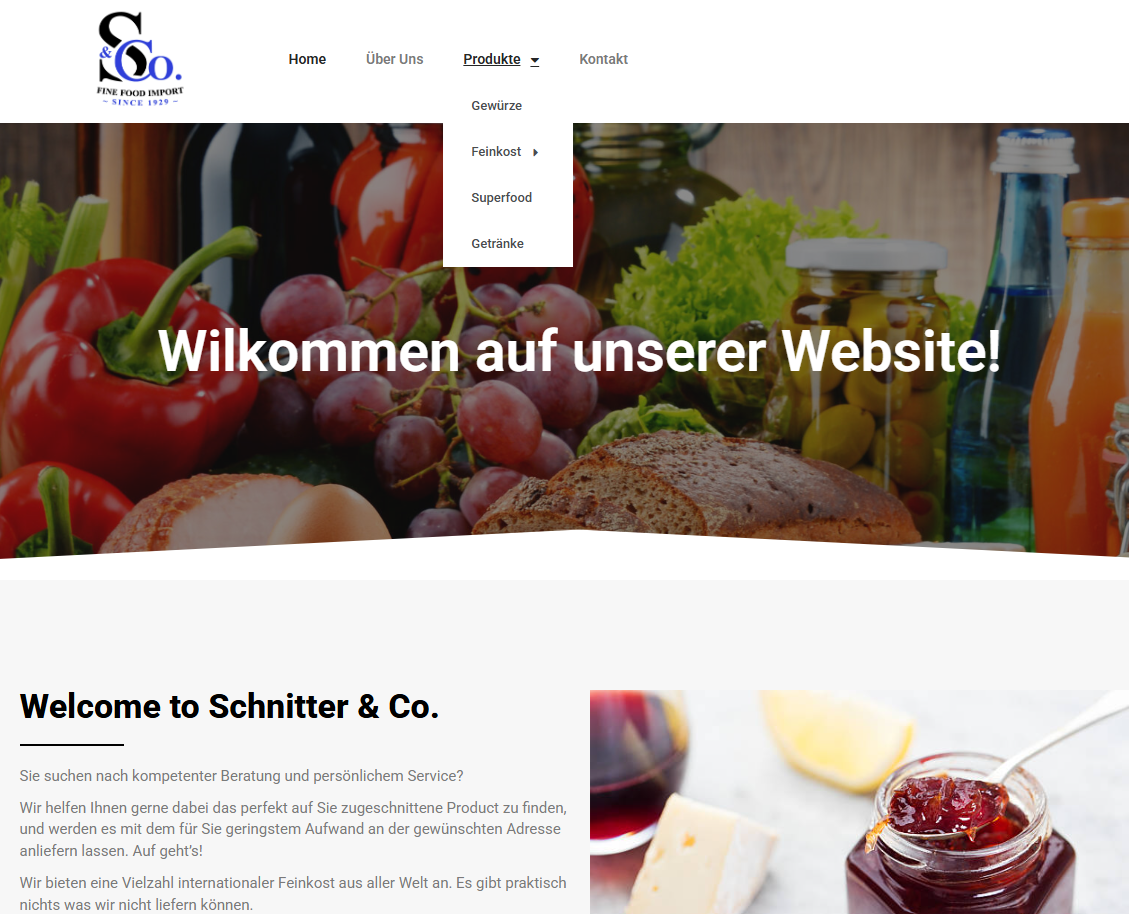 S
& Co.
FINE FOOD IMPORT
~ SINCE 1929 ~
Home Über Uns Produkte Kontakt
Gewürze
Feinkost
Superfood
Getränke
Wilkommen auf unserer Website!
Welcome to Schnitter & Co.
Sie suchen nach kompetenter Beratung und persönlichem Service?
Wir helfen Ihnen gerne dabei das perfekt auf Sie zugeschnittene Product zu finden,
und werden es mit dem für Sie geringstem Aufwand an der gewünschten Adresse
anliefern lassen. Auf geht’s!
Wir bieten eine Vielzahl internationaler Feinkost aus aller Welt an. Es gibt praktisch
nichts was wir nicht liefern können.